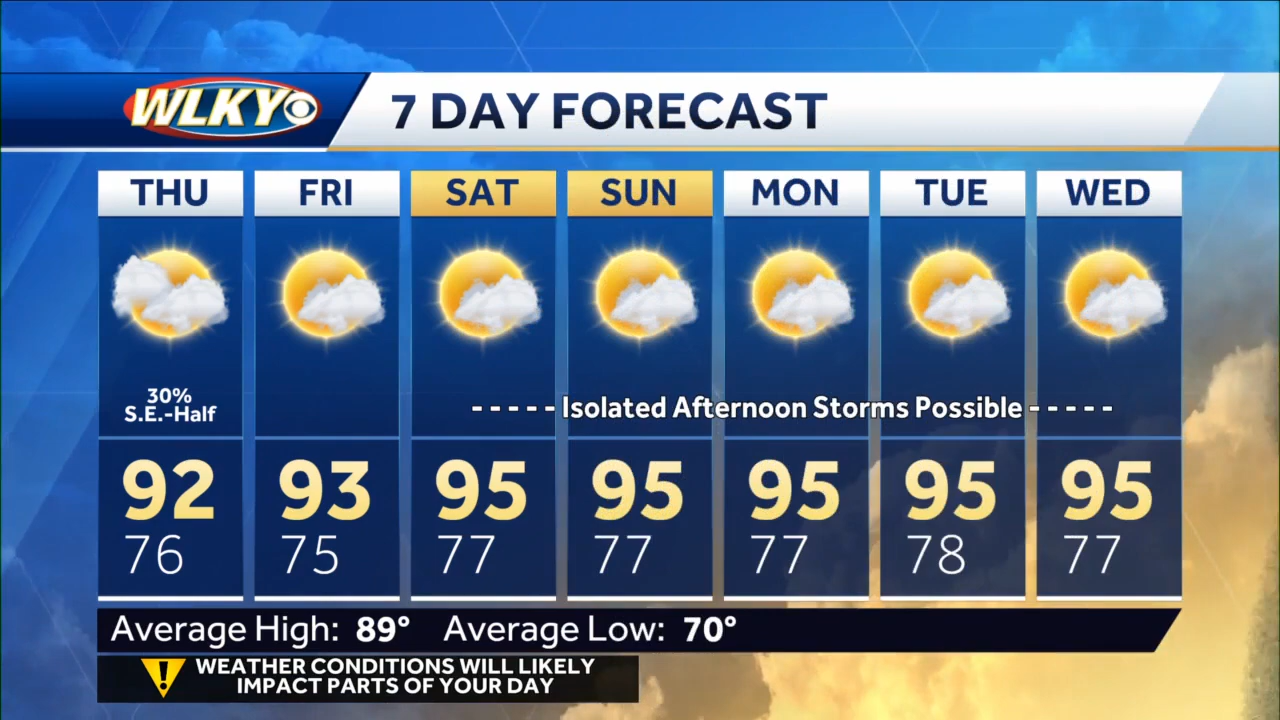 WLKY
7 DAY FORECAST
THU FRI SAT SUN MON TUE WED
30%
S.E.-Half
- - - - - Isolated Afternoon Storms Possible - - - - -
92 93 95 95 95 95 95
76 75 77 77 77 78 77
Average High: 89° Average Low: 70°
! WEATHER CONDITIONS WILL LIKELY
IMPACT PARTS OF YOUR DAY